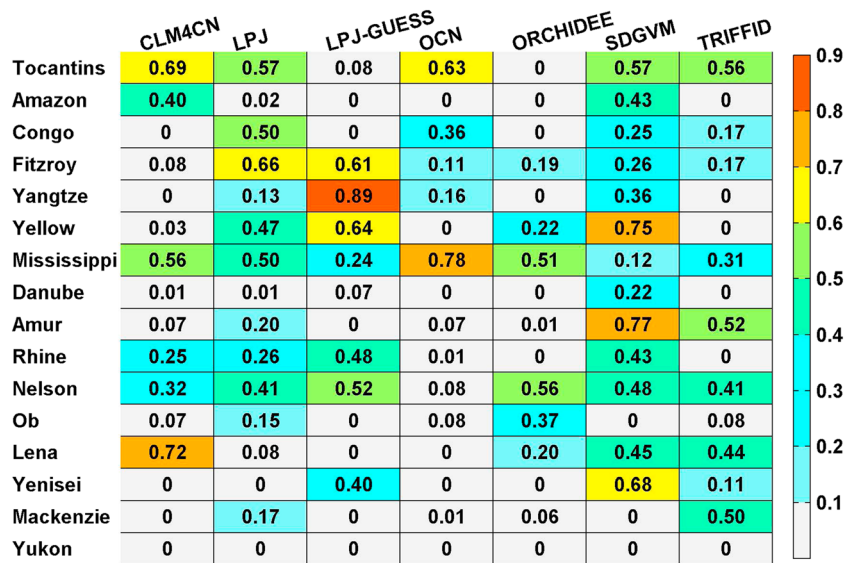 CLM4CN LPJ LPJ-GUESS OCN ORCHIDEE SDGVM TRIFFID
Tocantins 0.69 0.57 0.08 0.63 0 0.57 0.56
Amazon 0.40 0.02 0 0 0 0.43 0
Congo 0 0.50 0 0.36 0 0.25 0.17
Fitzroy 0.08 0.66 0.61 0.11 0.19 0.26 0.17
Yangtze 0 0.13 0.89 0.16 0 0.36 0
Yellow 0.03 0.47 0.64 0 0.22 0.75 0
Mississippi 0.56 0.50 0.24 0.78 0.51 0.12 0.31
Danube 0.01 0.01 0.07 0 0 0.22 0
Amur 0.07 0.20 0 0.07 0.01 0.77 0.52
Rhine 0.25 0.26 0.48 0.01 0 0.43 0
Nelson 0.32 0.41 0.52 0.08 0.56 0.48 0.41
Ob 0.07 0.15 0 0.08 0.37 0 0.08
Lena 0.72 0.08 0 0 0.20 0.45 0.44
Yenisei 0 0 0.40 0 0 0.68 0.11
Mackenzie 0 0.17 0 0.01 0.06 0 0.50
Yukon 0 0 0 0 0 0 0
0.9
0.8
0.7
0.6
0.5
0.4
0.3
0.2
0.1